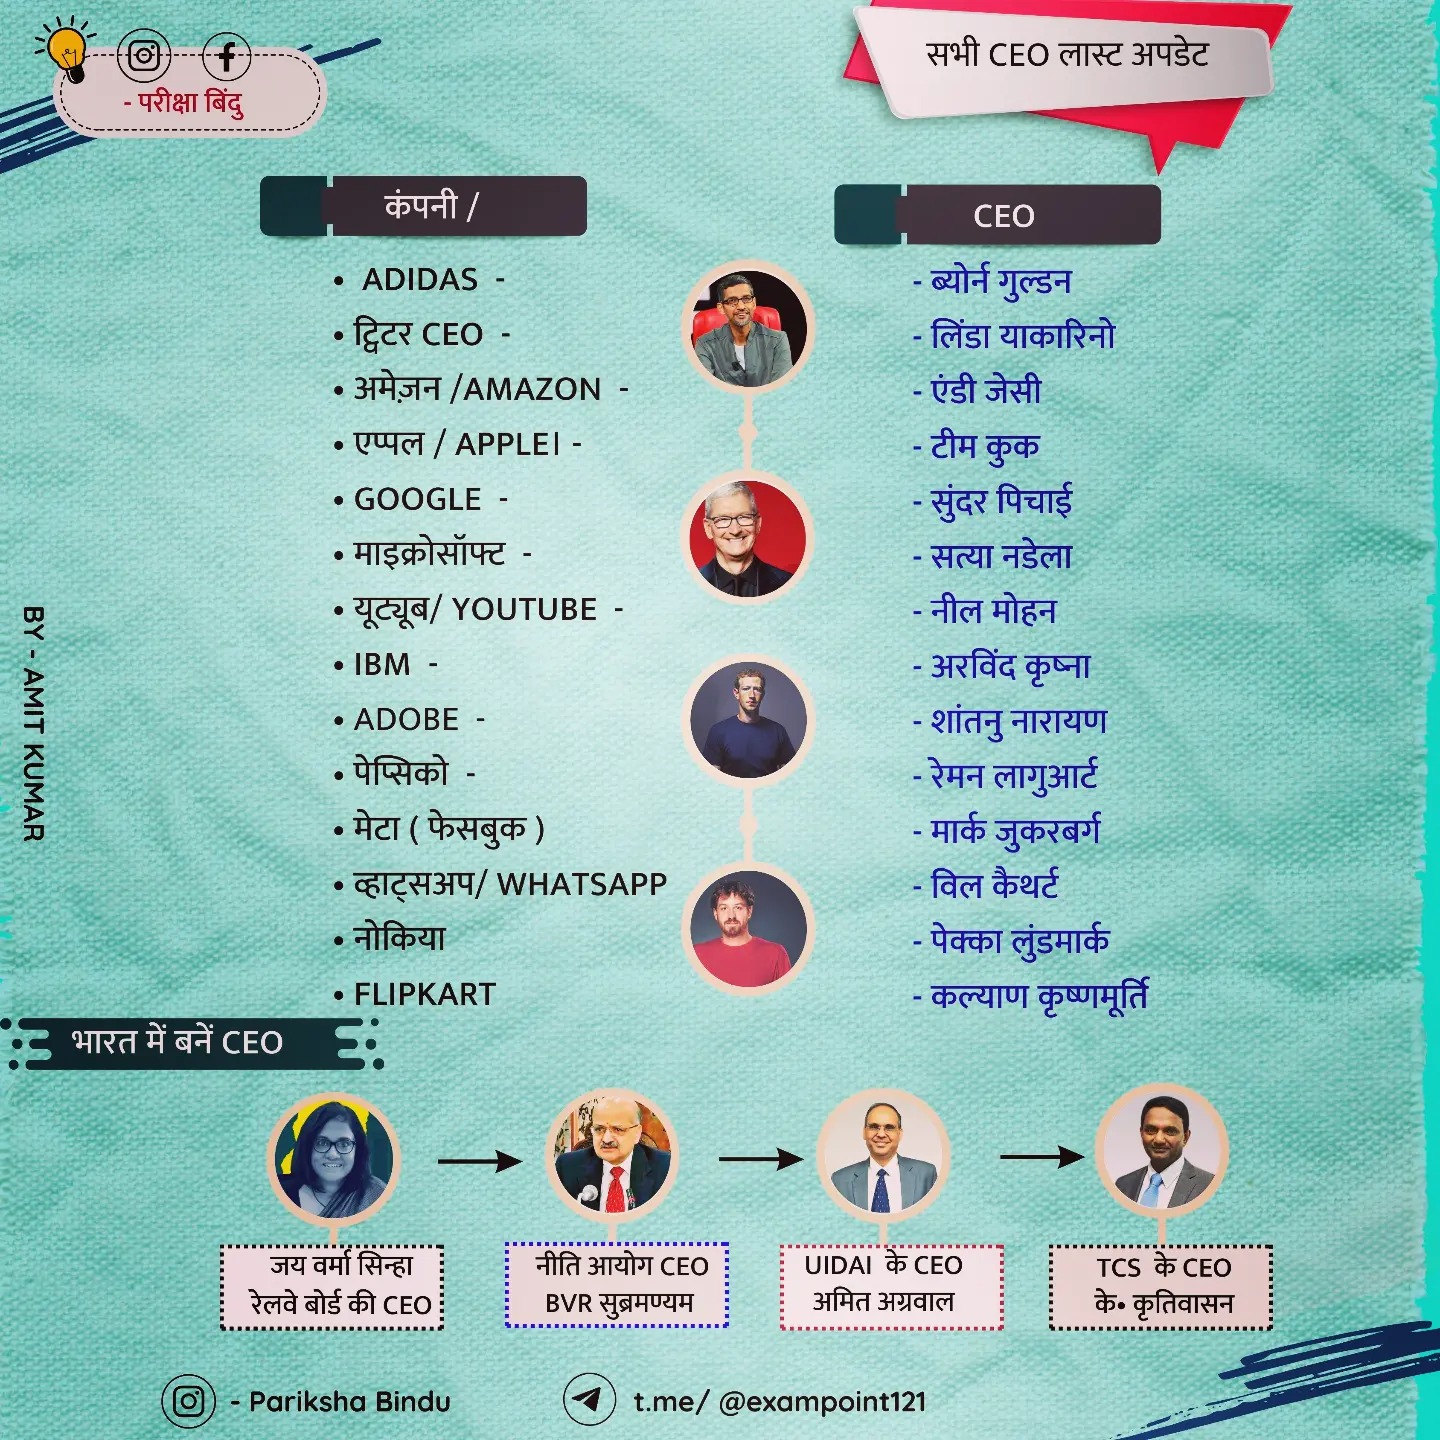 - परीक्षा बिंदु
सभी CEO लास्ट अपडेट
कंपनी /
CEO
• ADIDAS -
- ब्योर्न गुल्डन
• ट्विटर CEO -
- लिंडा याकारिनो
• अमेज़न /AMAZON -
- एंडी जेसी
• एप्पल / APPLE। -
- टीम कुक
• GOOGLE -
- सुंदर पिचाई
• माइक्रोसॉफ्ट -
- सत्या नडेला
• यूट्यूब/ YOUTUBE -
- नील मोहन
• IBM -
- अरविंद कृष्ना
• ADOBE -
- शांतनु नारायण
• पेप्सिको -
- रेमन लागुआर्ट
• मेटा ( फेसबुक )
- मार्क जुकरबर्ग
• व्हाट्सअप/ WHATSAPP
- विल कैथर्ट
• नोकिया
- पेक्का लुंडमार्क
• FLIPKART
- कल्याण कृष्णमूर्ति
BY - AMIT KUMAR
भारत में बनें CEO
जय वर्मा सिन्हा
रेलवे बोर्ड की CEO
नीति आयोग CEO
BVR सुब्रमण्यम
UIDAI के CEO
अमित अग्रवाल
TCS के CEO
के• कृतिवासन
- Pariksha Bindu
t.me/ @exampoint121